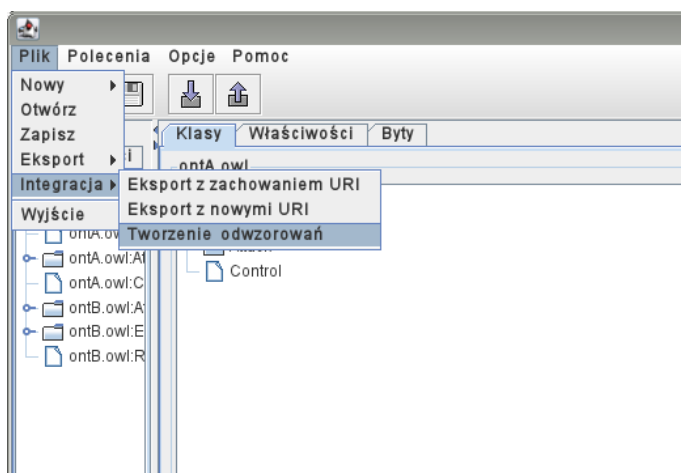 Plik Polecenia Opcje Pomoc
Nowy
Otwórz
Zapisz
Eksport
Integracja
Wyjście
Eksport z zachowaniem URI
Eksport z nowymi URI
Tworzenie odwzorowań
Klasy Właściwości Byty
ontA.owl
Control
ontA.owl:At
ontA.owl:C
ontB.owl:A
ontB.owl:E
ontB.owl:R